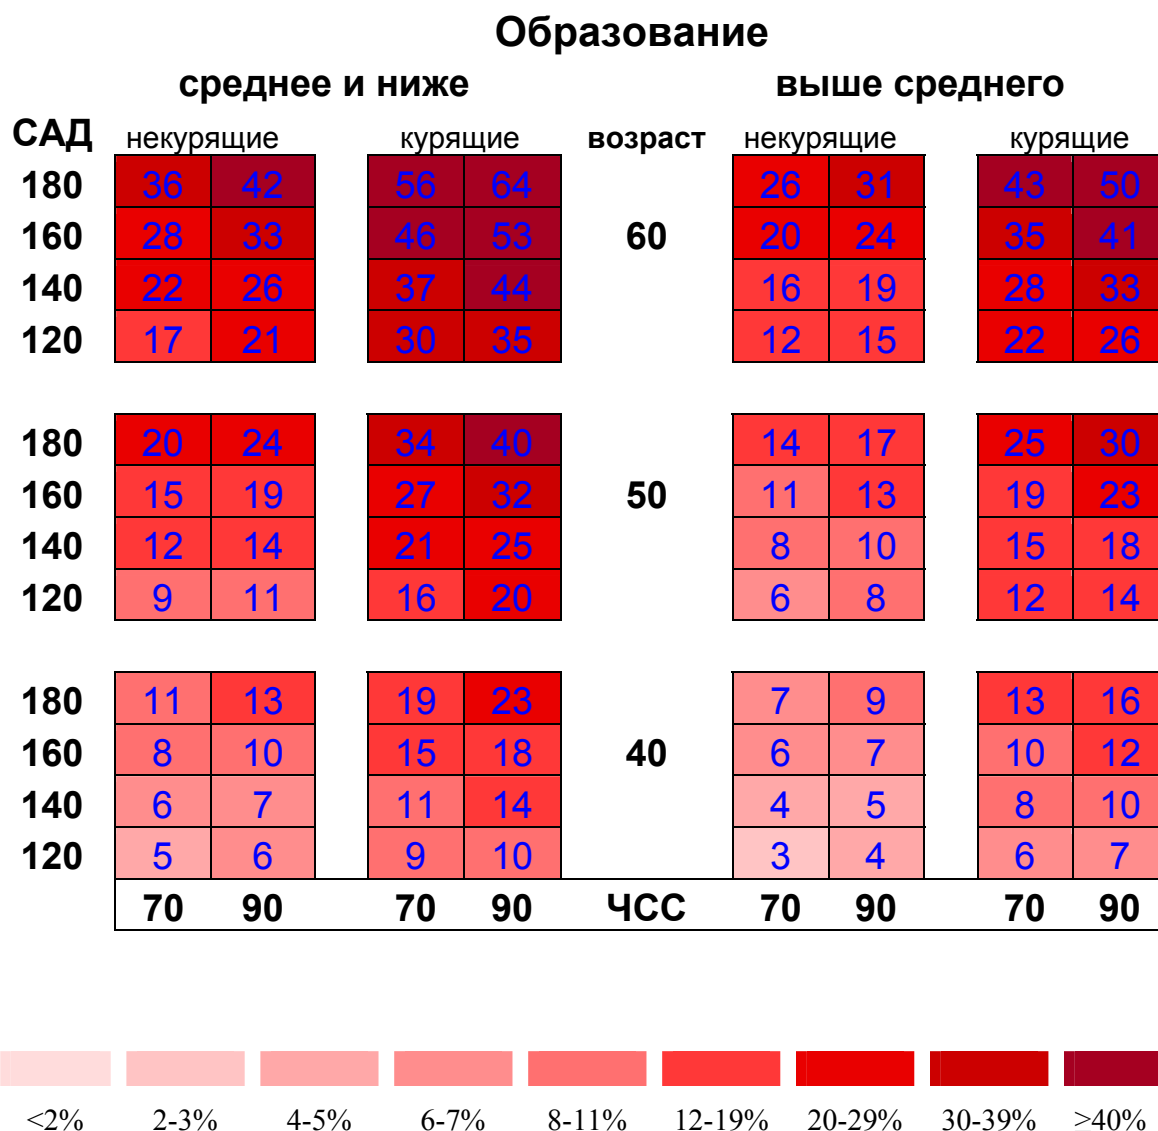 Образование
среднее и ниже выше среднего
САД некурящие курящие возраст некурящие курящие
180 36 42 56 64 26 31 43 50
160 28 33 46 53 60 20 24 35 41
140 22 26 37 44 16 19 28 33
120 17 21 30 35 12 15 22 26
180 20 24 34 40 14 17 25 30
160 15 19 27 32 50 11 13 19 23
140 12 14 21 25 8 10 15 18
120 9 11 16 20 6 8 12 14
180 11 13 19 23 7 9 13 16
160 8 10 15 18 40 6 7 10 12
140 6 7 11 14 4 5 8 10
120 5 6 9 10 3 4 6 7
70 90 70 90 ЧСС 70 90 70 90
<2% 2-3% 4-5% 6-7% 8-11% 12-19% 20-29% 30-39% >40%